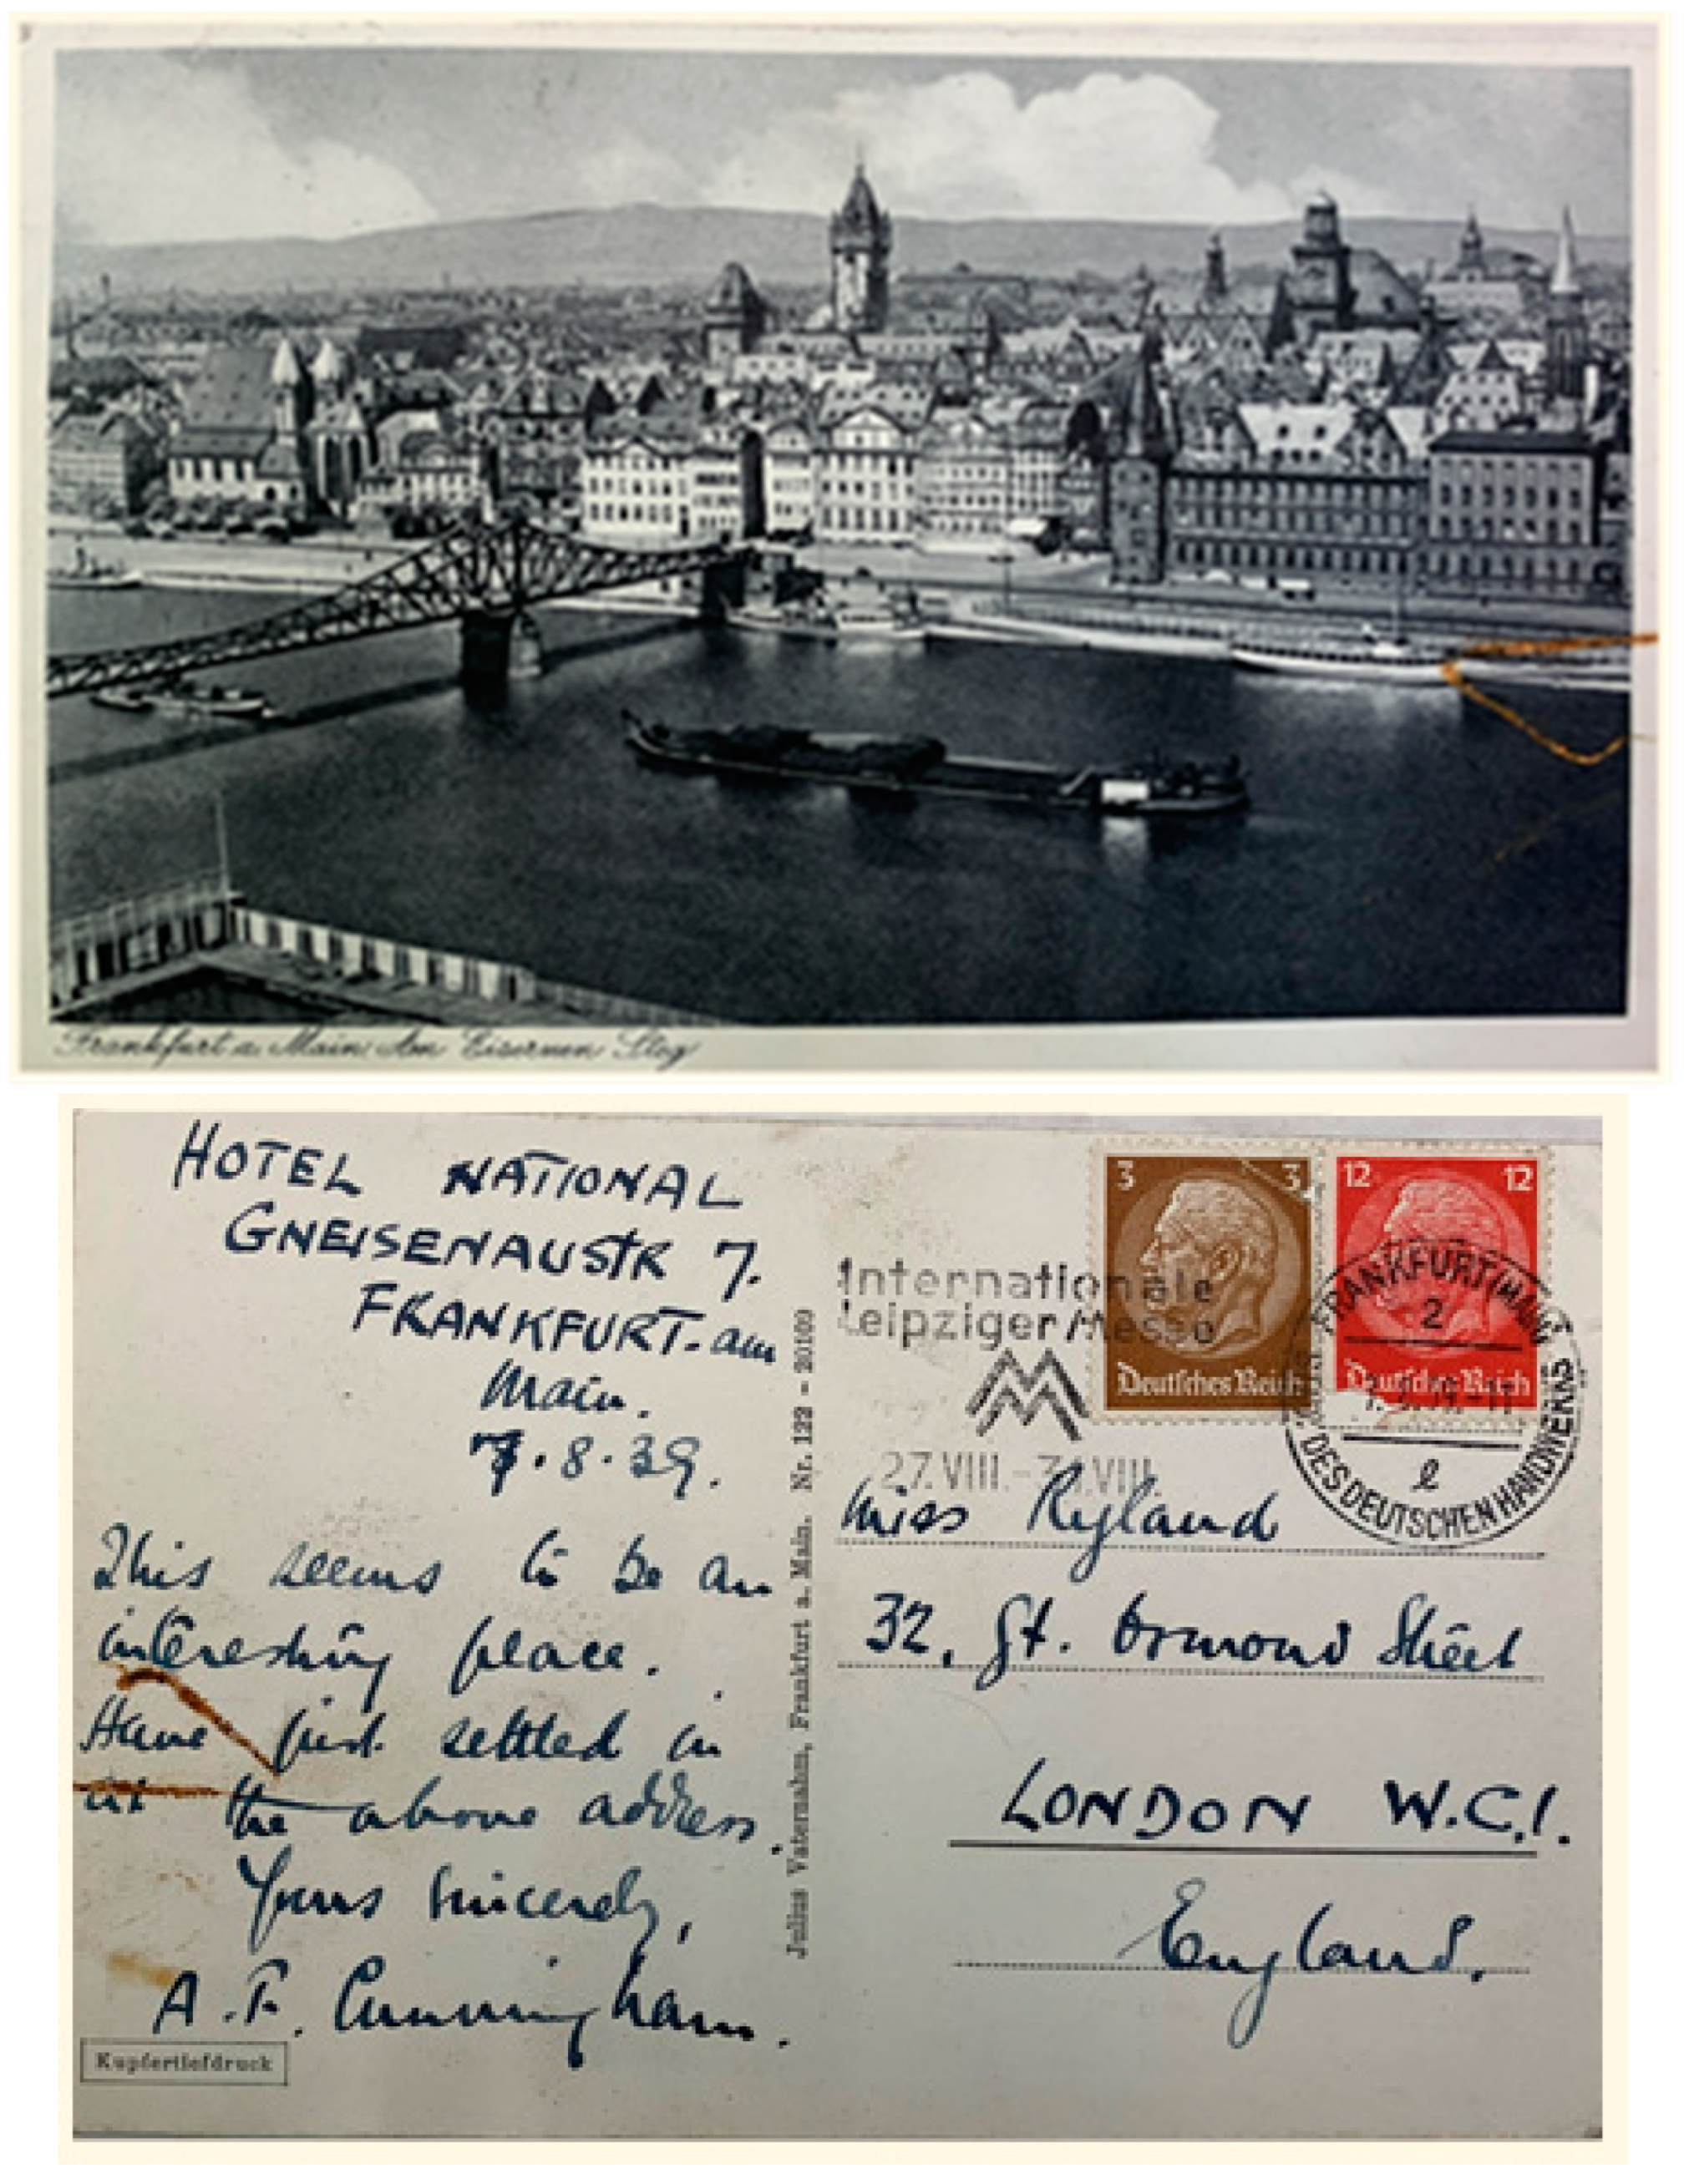 Frankfurt a. Main Am Eisernen Steg
HOTEL NATIONAL
GNEISENAUSTR 7.
FRANKFURT-am
Main.
7.8.39.
This seems to be an
interesting place.
Have just settled in
at the above address.
Yours sincerely,
A.F. Cunningham.
Kupfertiefdruck
Julius Vaternahm, Frankfurt a. Main. Nr. 122 - 20100
3 3
Deutsches Reich
12 12
Deutsches Reich
Internationale
Leipziger Messe
M M
27.VIII.-31.VIII.
FRANKFURT(MAIN)
2
e
DES DEUTSCHEN HANDWERKS
Miss Ryland
32, Gt. Ormond Street
LONDON W.C.1.
England.